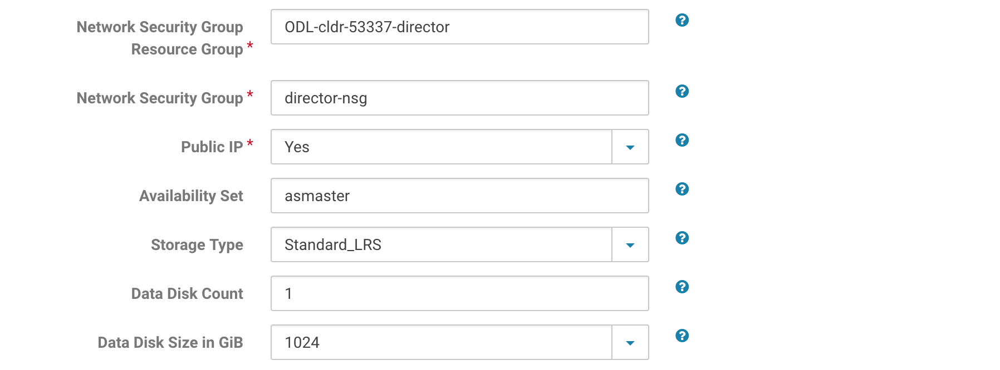 Network Security Group
Resource Group *
ODL-cldr-53337-director
?
Network Security Group *
director-nsg
?
Public IP *
Yes
?
Availability Set
asmaster
?
Storage Type
Standard_LRS
?
Data Disk Count
1
?
Data Disk Size in GiB
1024
?